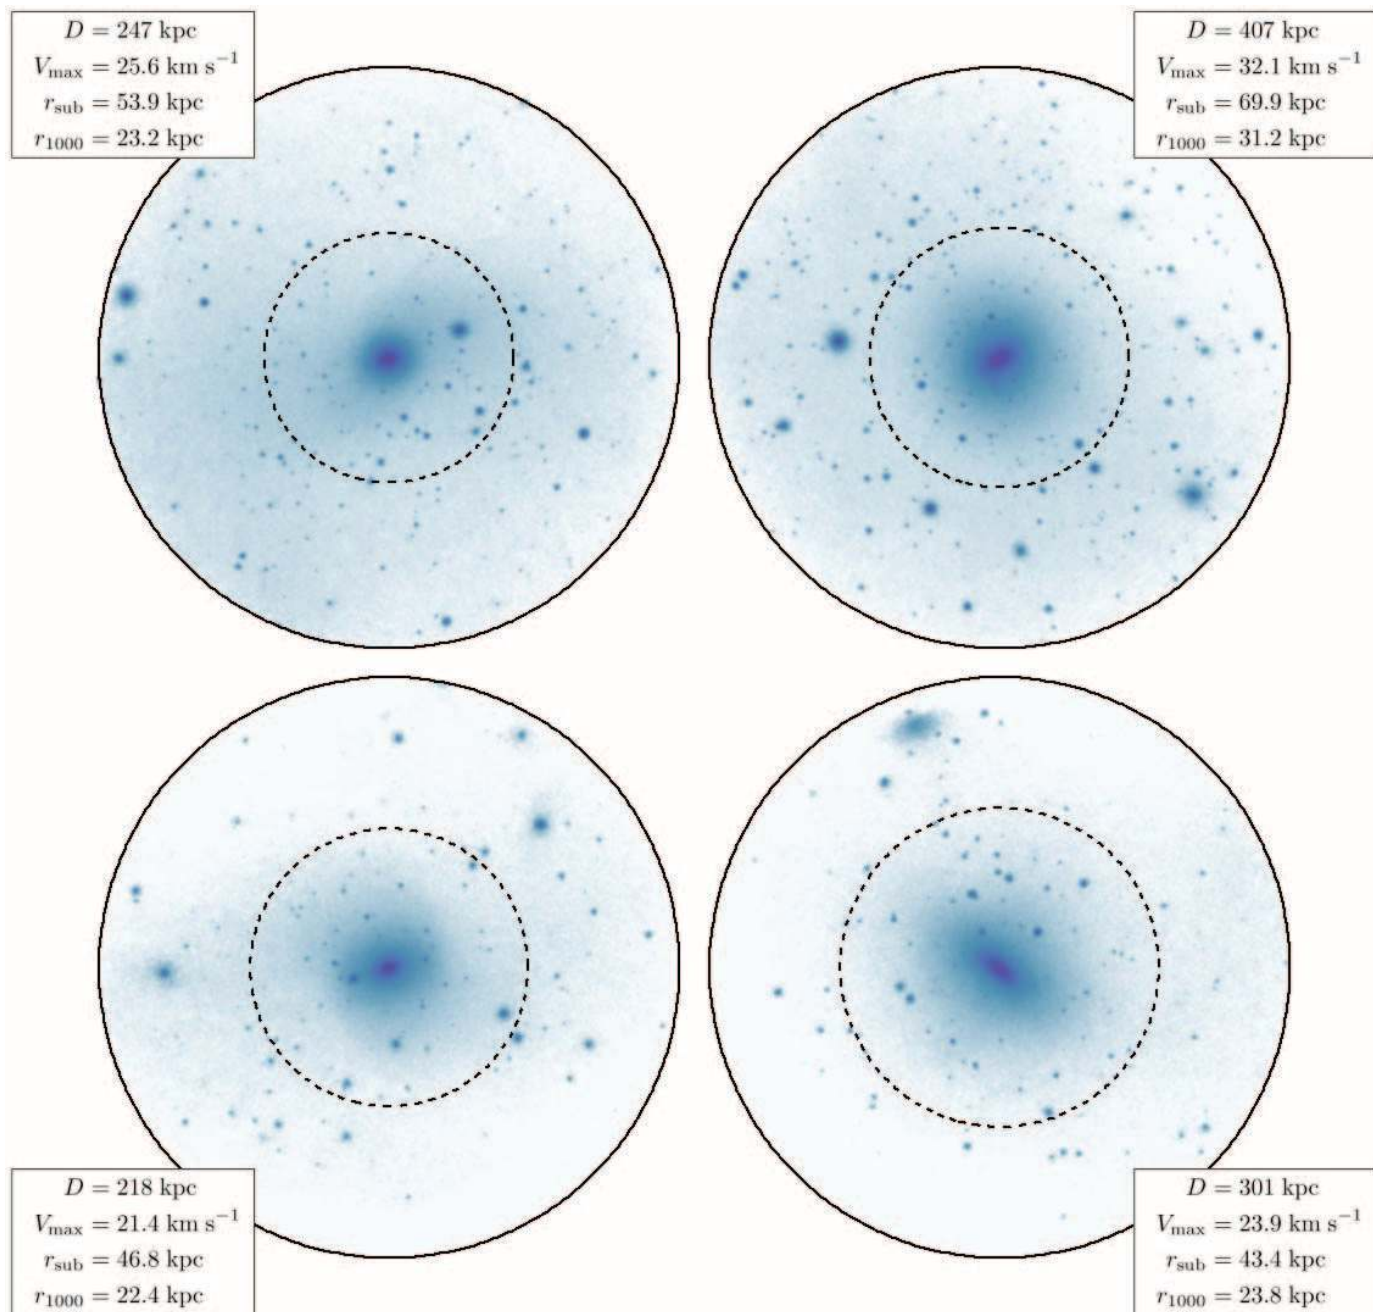 D = 247 kpc
V_max = 25.6 km s⁻¹
r_sub = 53.9 kpc
r_1000 = 23.2 kpc
D = 407 kpc
V_max = 32.1 km s⁻¹
r_sub = 69.9 kpc
r_1000 = 31.2 kpc
D = 218 kpc
V_max = 21.4 km s⁻¹
r_sub = 46.8 kpc
r_1000 = 22.4 kpc
D = 301 kpc
V_max = 23.9 km s⁻¹
r_sub = 43.4 kpc
r_1000 = 23.8 kpc